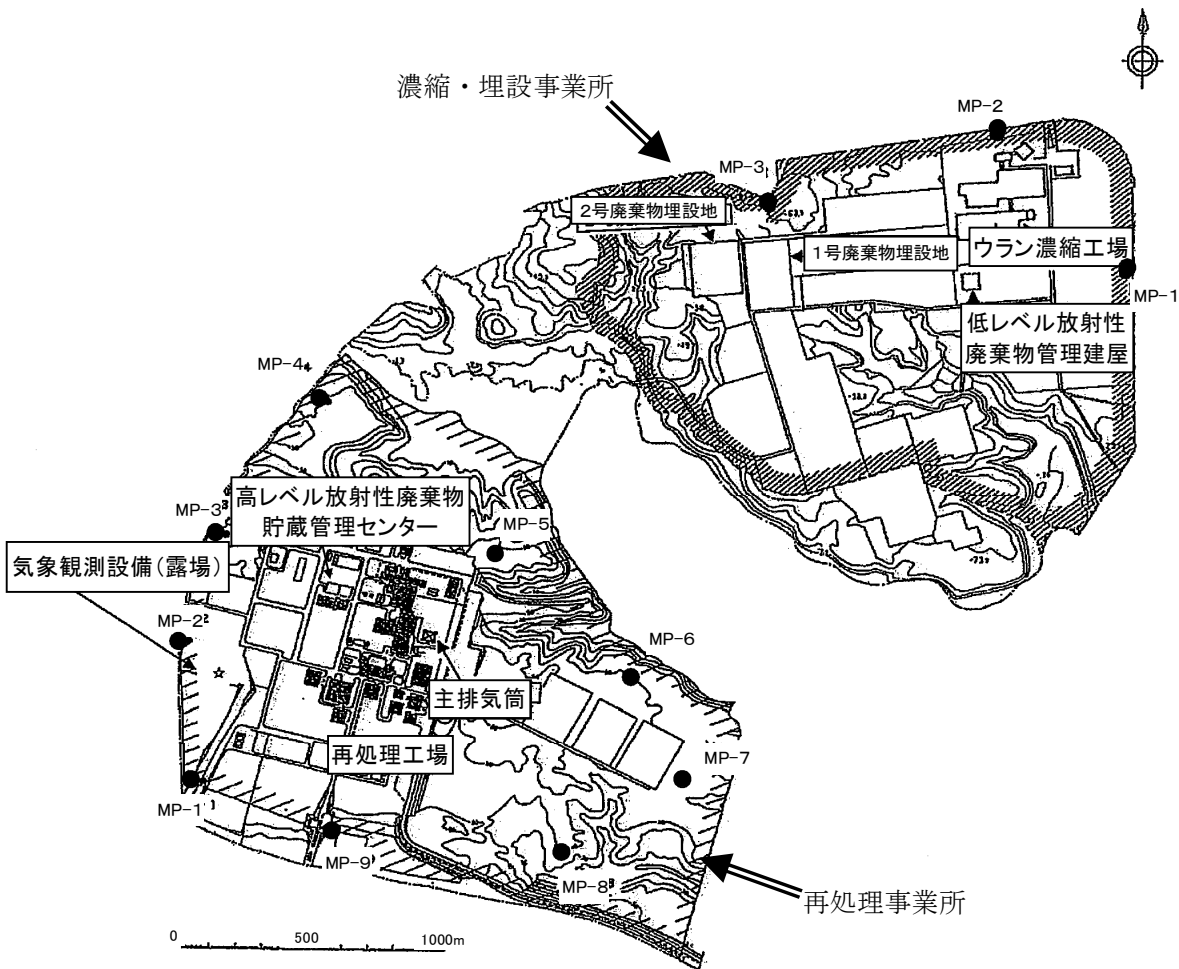 濃縮・埋設事業所
MP-2
MP-3
2号廃棄物埋設地
1号廃棄物埋設地
ウラン濃縮工場
MP-1
低レベル放射性
廃棄物管理建屋
MP-4
高レベル放射性廃棄物
貯蔵管理センター
MP-3
MP-5
気象観測設備(露場)
MP-2
MP-6
主排気筒
再処理工場
MP-7
MP-1
MP-9
MP-8
再処理事業所
0
500
1000m